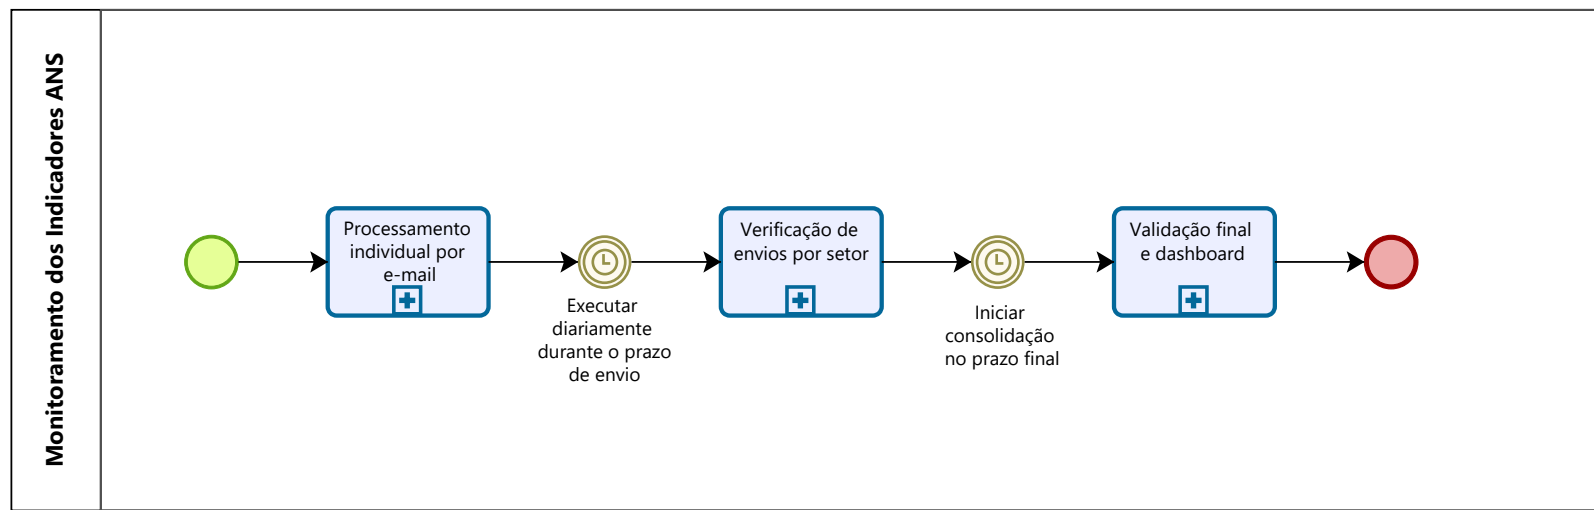 Monitoramento dos Indicadores ANS
Processamento
individual por
e-mail
Executar
diariamente
durante o prazo
de envio
Verificação de
envios por setor
Iniciar
consolidação
no prazo final
Validação final
e dashboard